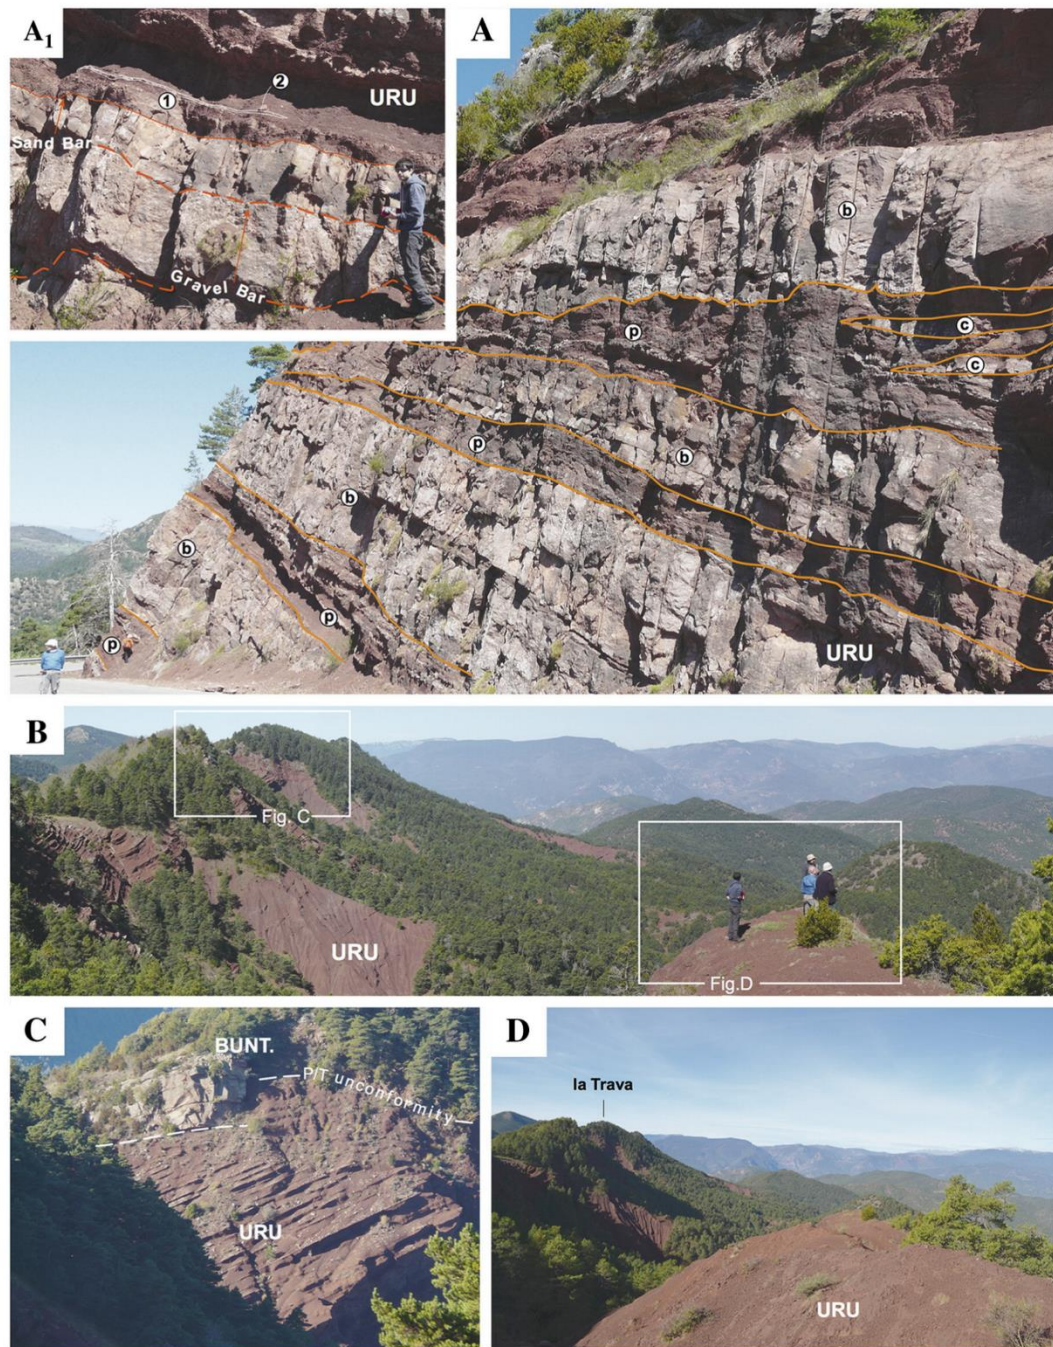 A₁
1
2
URU
Sand Bar
Gravel Bar
A
b
p
c
c
p
b
b
b
p
p
URU
B
Fig. C
URU
Fig.D
C
BUNT.
P/T unconformity
URU
D
la Trava
URU